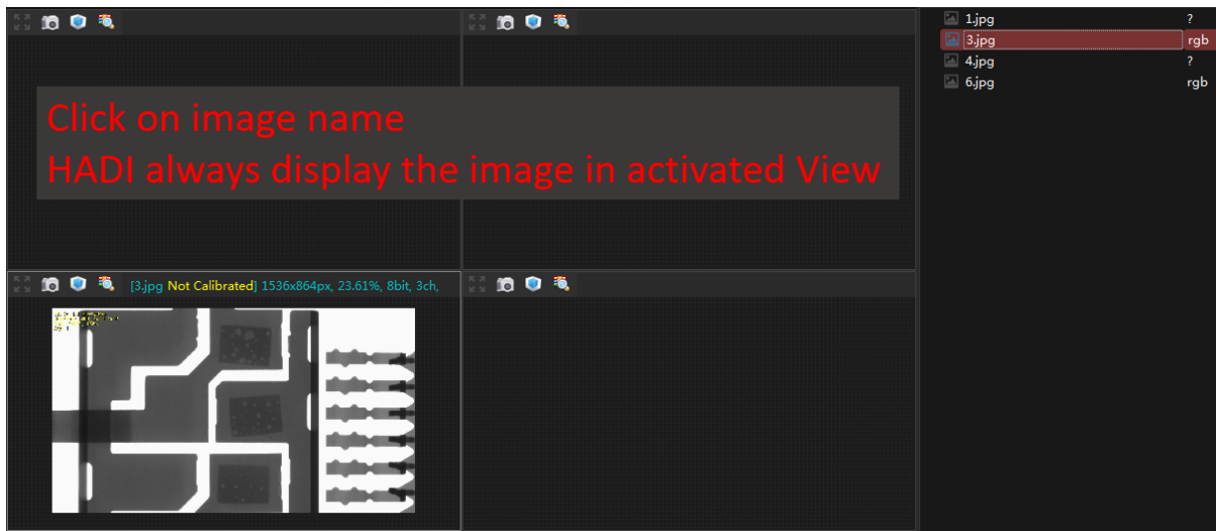 1.jpg ?
3.jpg rgb
4.jpg ?
6.jpg rgb
Click on image name
HADI always display the image in activated View
[3.jpg Not Calibrated] 1536x864px, 23.61%, 8bit, 3ch,